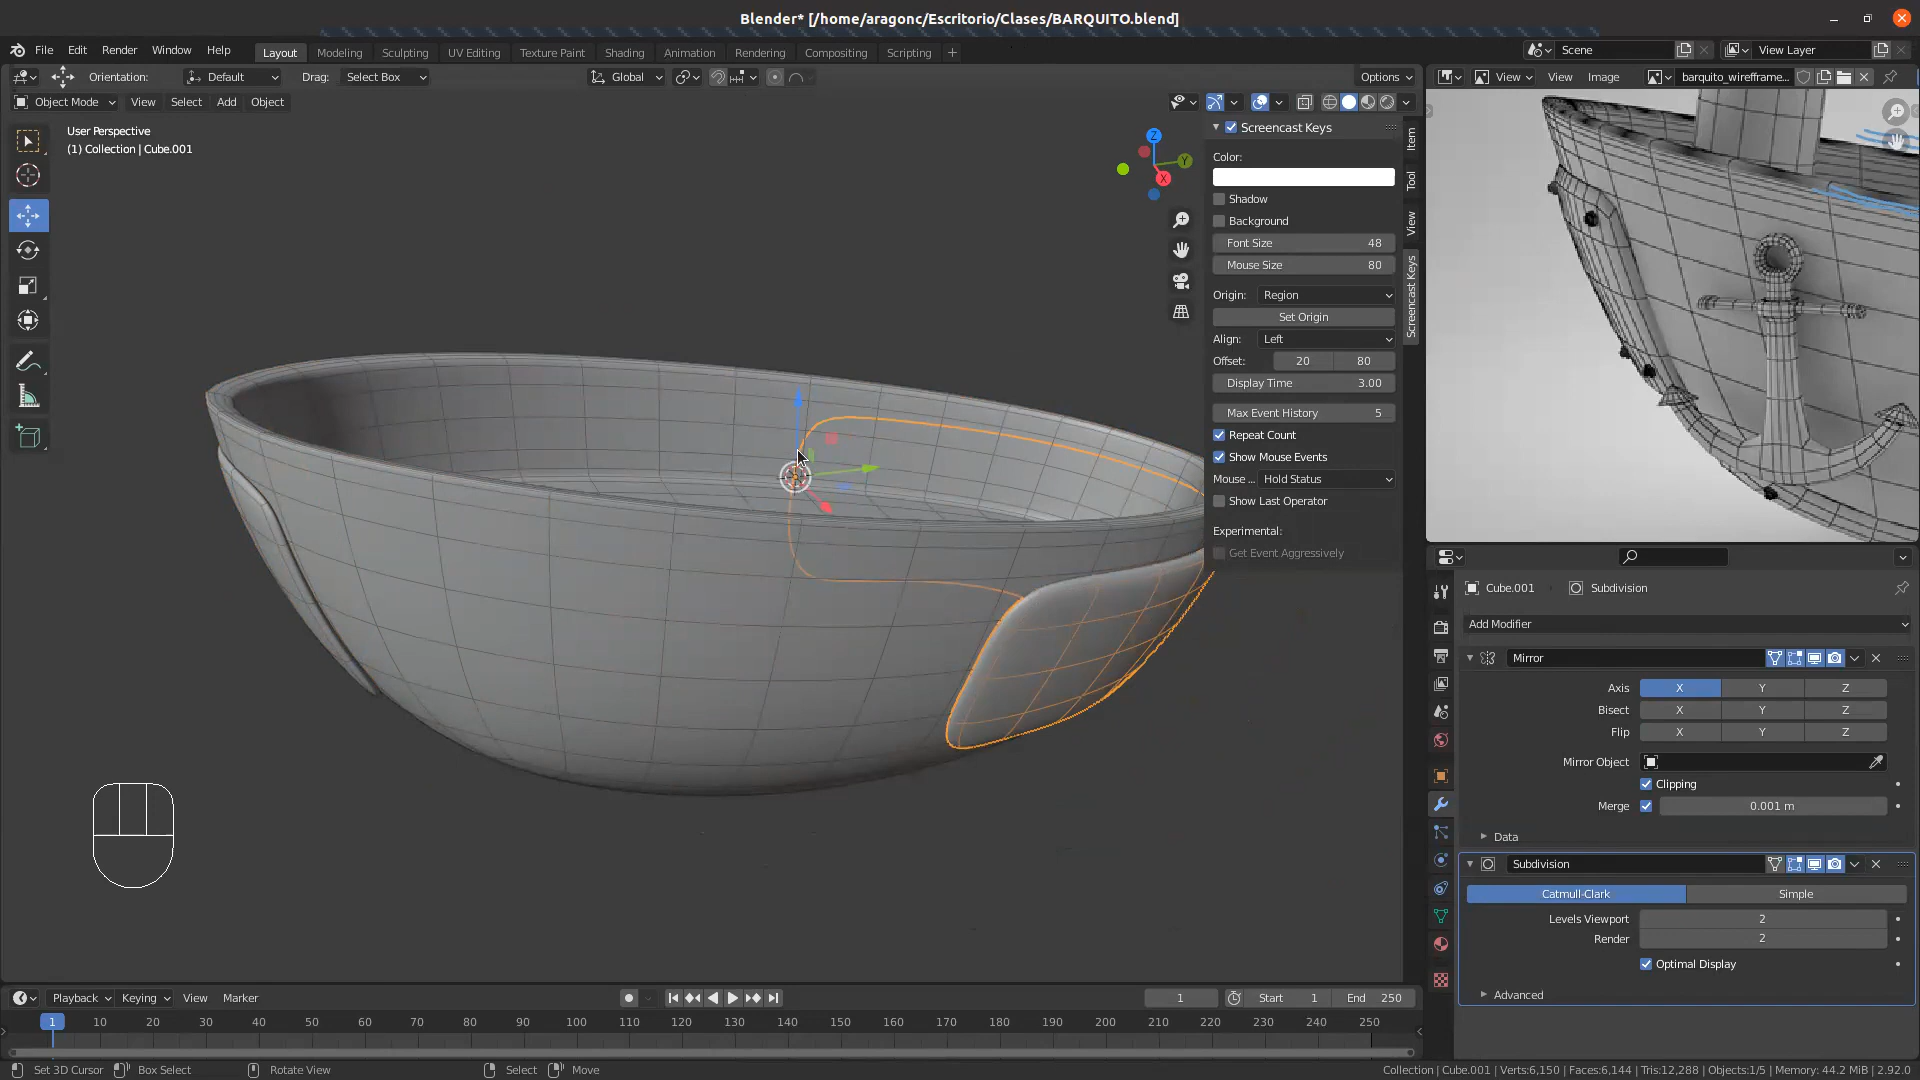 Blender* [/home/aragonc/Escritorio/Clases/BARQUITO.blend]
File Edit Render Window Help
Layout Modeling Sculpting UV Editing Texture Paint Shading Animation Rendering Compositing Scripting +
Scene
View Layer
Orientation: Default Drag: Select Box
Global
Options
View View Image barquito_wirefframe...
Object Mode View Select Add Object
User Perspective
(1) Collection | Cube.001
Z
Y
X
Screencast Keys
Color:
Shadow
Background
Font Size 48
Mouse Size 80
Origin: Region
Set Origin
Align: Left
Offset: 20 80
Display Time 3.00
Max Event History 5
Repeat Count
Show Mouse Events
Mouse ... Hold Status
Show Last Operator
Experimental:
Get Event Aggressively
Item
Tool
View
Screencast Keys
Cube.001 Subdivision
Add Modifier
Mirror
Axis X Y Z
Bisect X Y Z
Flip X Y Z
Mirror Object
Clipping
Merge 0.001 m
Data
Subdivision
Catmull-Clark Simple
Levels Viewport 2
Render 2
Optimal Display
Advanced
Playback Keying View Marker
1 Start 1 End 250
1 10 20 30 40 50 60 70 80 90 100 110 120 130 140 150 160 170 180 190 200 210 220 230 240 250
Set 3D Cursor Box Select Rotate View Select Move
Collection | Cube.001 | Verts:6,150 | Faces:6,144 | Tris:12,288 | Objects:1/5 | Memory: 44.2 MiB | 2.92.0